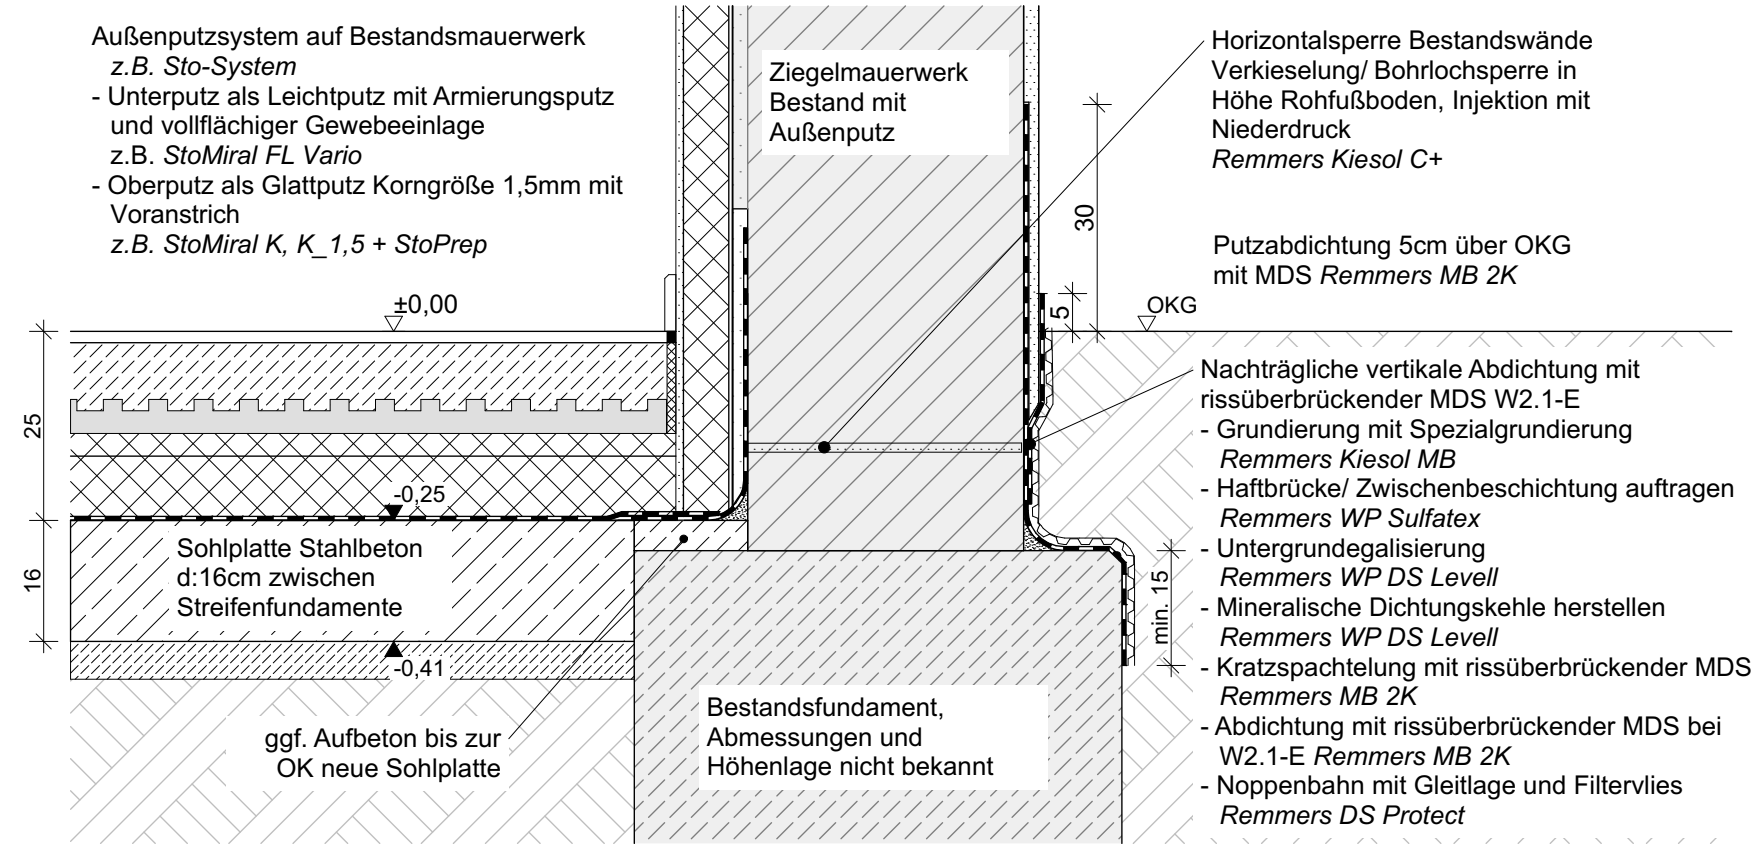 Außenputzsystem auf Bestandsmauerwerk
z.B. Sto-System
- Unterputz als Leichtputz mit Armierungsputz
und vollflächiger Gewebeeinlage
z.B. StoMiral FL Vario
- Oberputz als Glattputz Korngröße 1,5mm mit
Voranstrich
z.B. StoMiral K, K_1,5 + StoPrep
Ziegelmauerwerk
Bestand mit
Außenputz
Horizontalsperre Bestandswände
Verkieselung/ Bohrlochsperre in
Höhe Rohfußboden, Injektion mit
Niederdruck
Remmers Kiesol C+
30
Putzabdichtung 5cm über OKG
mit MDS Remmers MB 2K
±0,00
5
OKG
25
-0,25
16
Sohlplatte Stahlbeton
d:16cm zwischen
Streifenfundamente
-0,41
min. 15
Nachträgliche vertikale Abdichtung mit
rissüberbrückender MDS W2.1-E
- Grundierung mit Spezialgrundierung
Remmers Kiesol MB
- Haftbrücke/ Zwischenbeschichtung auftragen
Remmers WP Sulfatex
- Untergrundegalisierung
Remmers WP DS Levell
- Mineralische Dichtungskehle herstellen
Remmers WP DS Levell
- Kratzspachtelung mit rissüberbrückender MDS
Remmers MB 2K
- Abdichtung mit rissüberbrückender MDS bei
W2.1-E Remmers MB 2K
- Noppenbahn mit Gleitlage und Filtervlies
Remmers DS Protect
ggf. Aufbeton bis zur
OK neue Sohlplatte
Bestandsfundament,
Abmessungen und
Höhenlage nicht bekannt